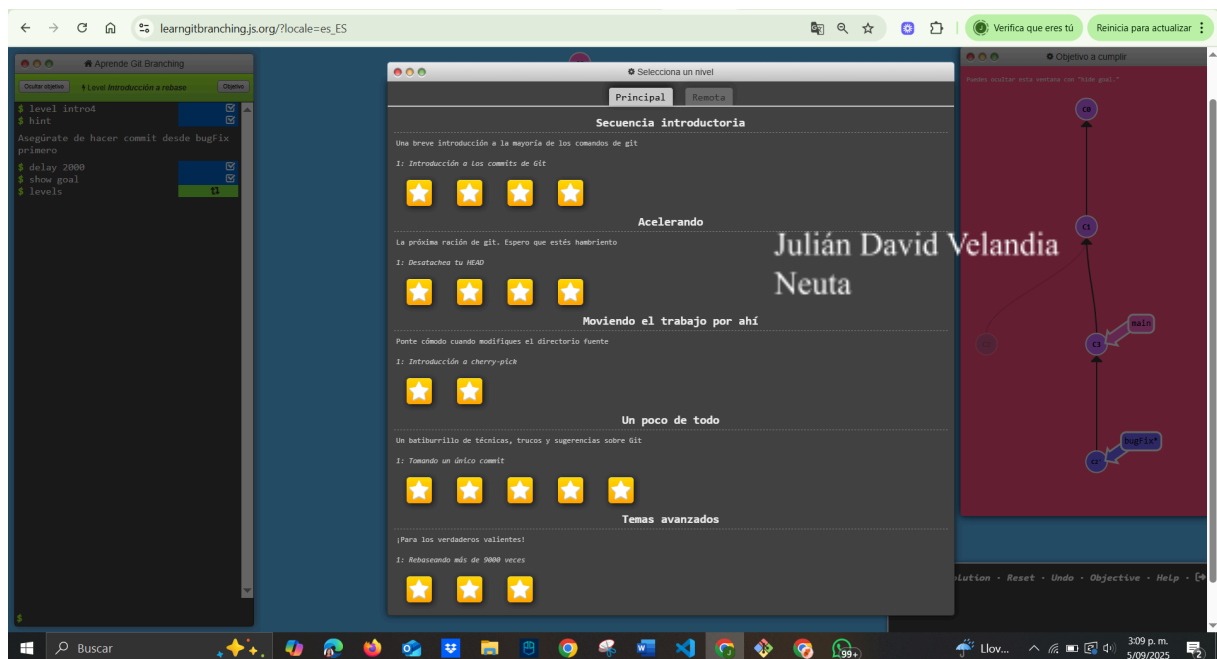 learngitbranching.js.org/?locale=es_ES
Verifica que eres tú
Reinicia para actualizar
Aprende Git Branching
Ocultar objetivo
Level Introducción a rebase
Objetivo
$ level intro4
$ hint
Asegúrate de hacer commit desde bugFix
primero
$ delay 2000
$ show goal
$ levels
$
Selecciona un nivel
Principal
Remota
Secuencia introductoria
Una breve introducción a la mayoría de los comandos de git
1: Introducción a los commits de Git
Acelerando
La próxima ración de git. Espero que estés hambriento
1: Desatachea tu HEAD
Moviendo el trabajo por ahí
Ponte cómodo cuando modifiques el directorio fuente
1: Introducción a cherry-pick
Un poco de todo
Un batiburrillo de técnicas, trucos y sugerencias sobre Git
1: Tomando un único commit
Temas avanzados
¡Para los verdaderos valientes!
1: Rebaseando más de 9000 veces
Julián David Velandia
Neuta
Objetivo a cumplir
Puedes ocultar esta ventana con "hide goal."
C0
C1
main
C3
bugFix*
C2'
olution · Reset · Undo · Objective · Help ·
Buscar
99+
Llov...
3:09 p. m.
5/09/2025
2